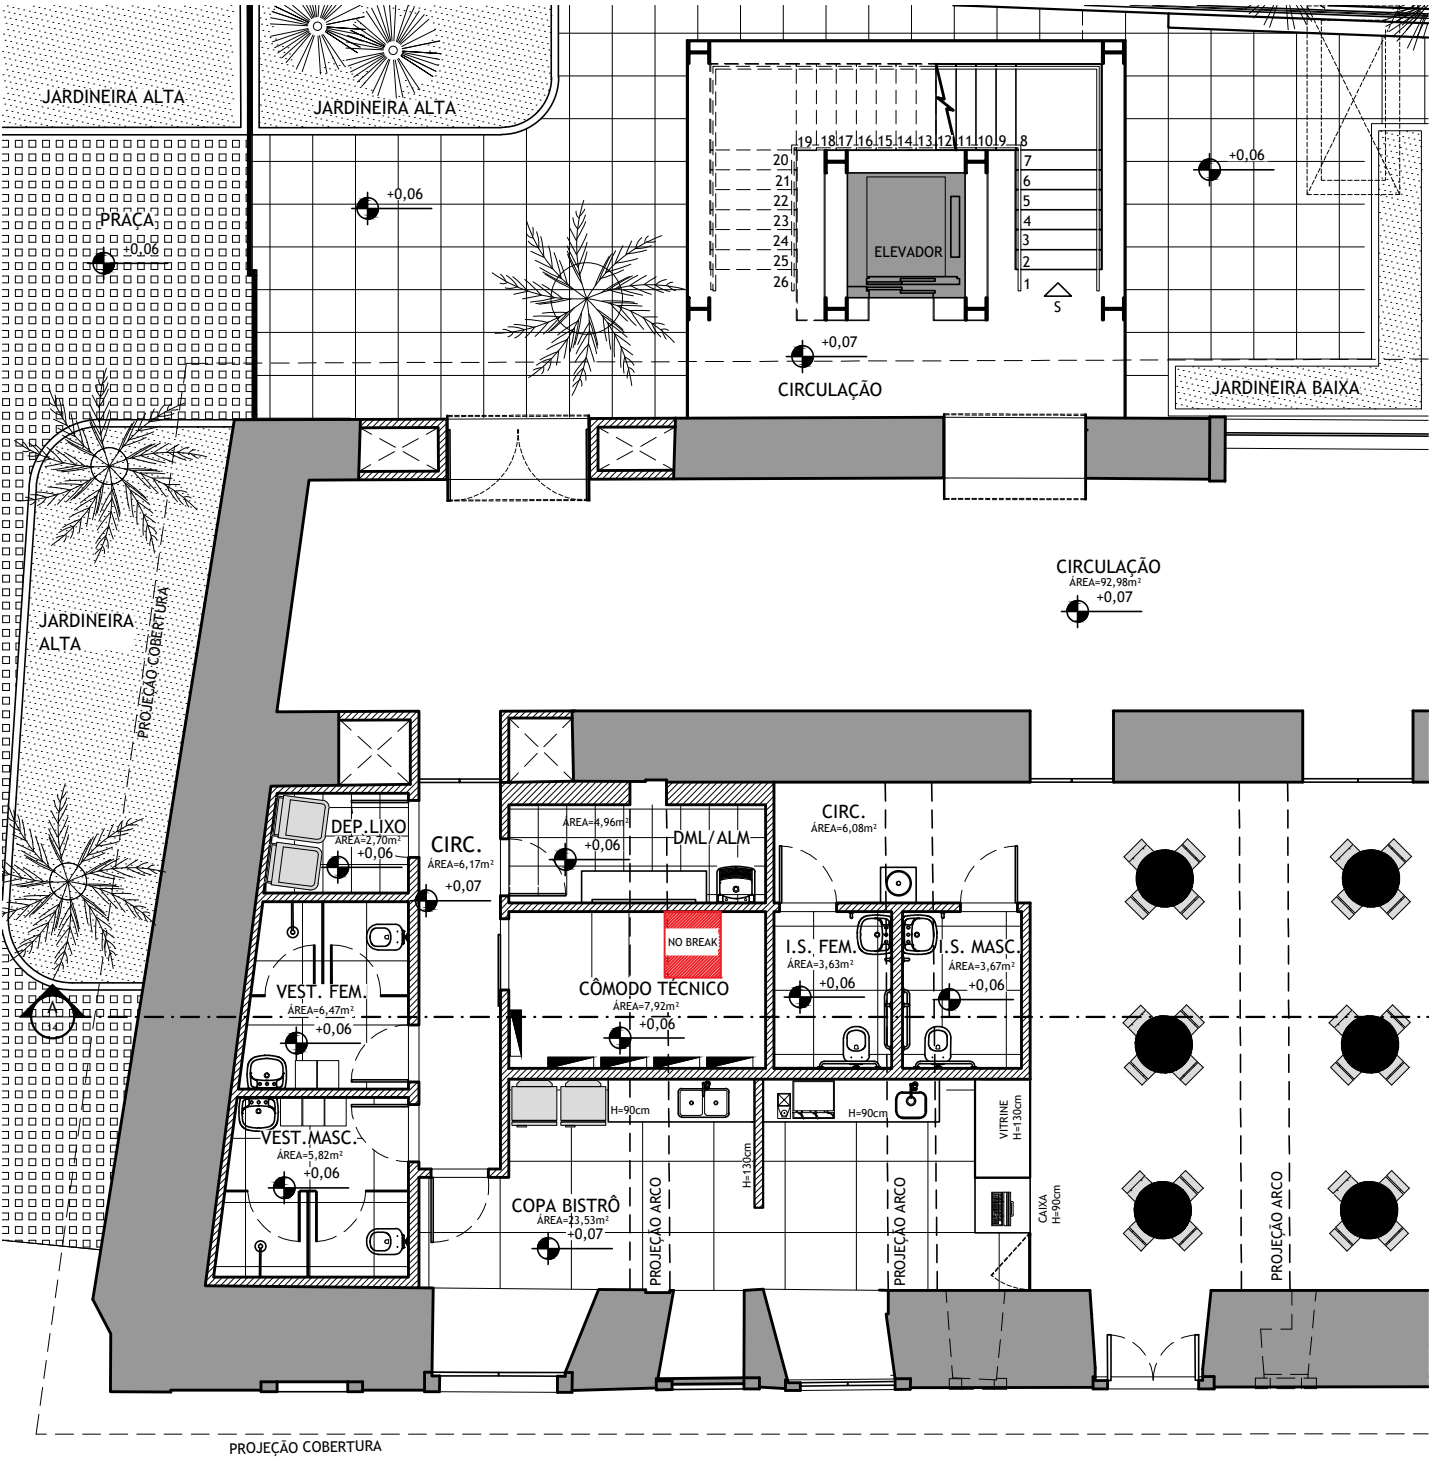 JARDINEIRA ALTA
JARDINEIRA ALTA
+0,06
PRAÇA
+0,06
19 18 17 16 15 14 13 12 11 10 9 8
20
21
22
23
24
25
26
7
6
5
4
3
2
1
S
ELEVADOR
+0,06
+0,07
CIRCULAÇÃO
JARDINEIRA BAIXA
CIRCULAÇÃO
ÁREA=92,98m²
+0,07
JARDINEIRA
ALTA
PROJEÇÃO COBERTURA
DEP.LIXO
ÁREA=2,70m²
+0,06
CIRC.
ÁREA=6,17m²
+0,07
ÁREA=4,96m²
+0,06
DML/ALM
CIRC.
ÁREA=6,08m²
NO BREAK
CÔMODO TÉCNICO
ÁREA=7,92m²
+0,06
I.S. FEM.
ÁREA=3,63m²
+0,06
I.S. MASC.
ÁREA=3,67m²
+0,06
VEST. FEM.
ÁREA=6,47m²
+0,06
A
VEST.MASC.
ÁREA=5,82m²
+0,06
H=90cm
H=90cm
H=130cm
VITRINE
H=130cm
CAIXA
H=90cm
COPA BISTRÔ
ÁREA=23,53m²
+0,07
PROJEÇÃO ARCO
PROJEÇÃO ARCO
PROJEÇÃO ARCO
PROJEÇÃO COBERTURA